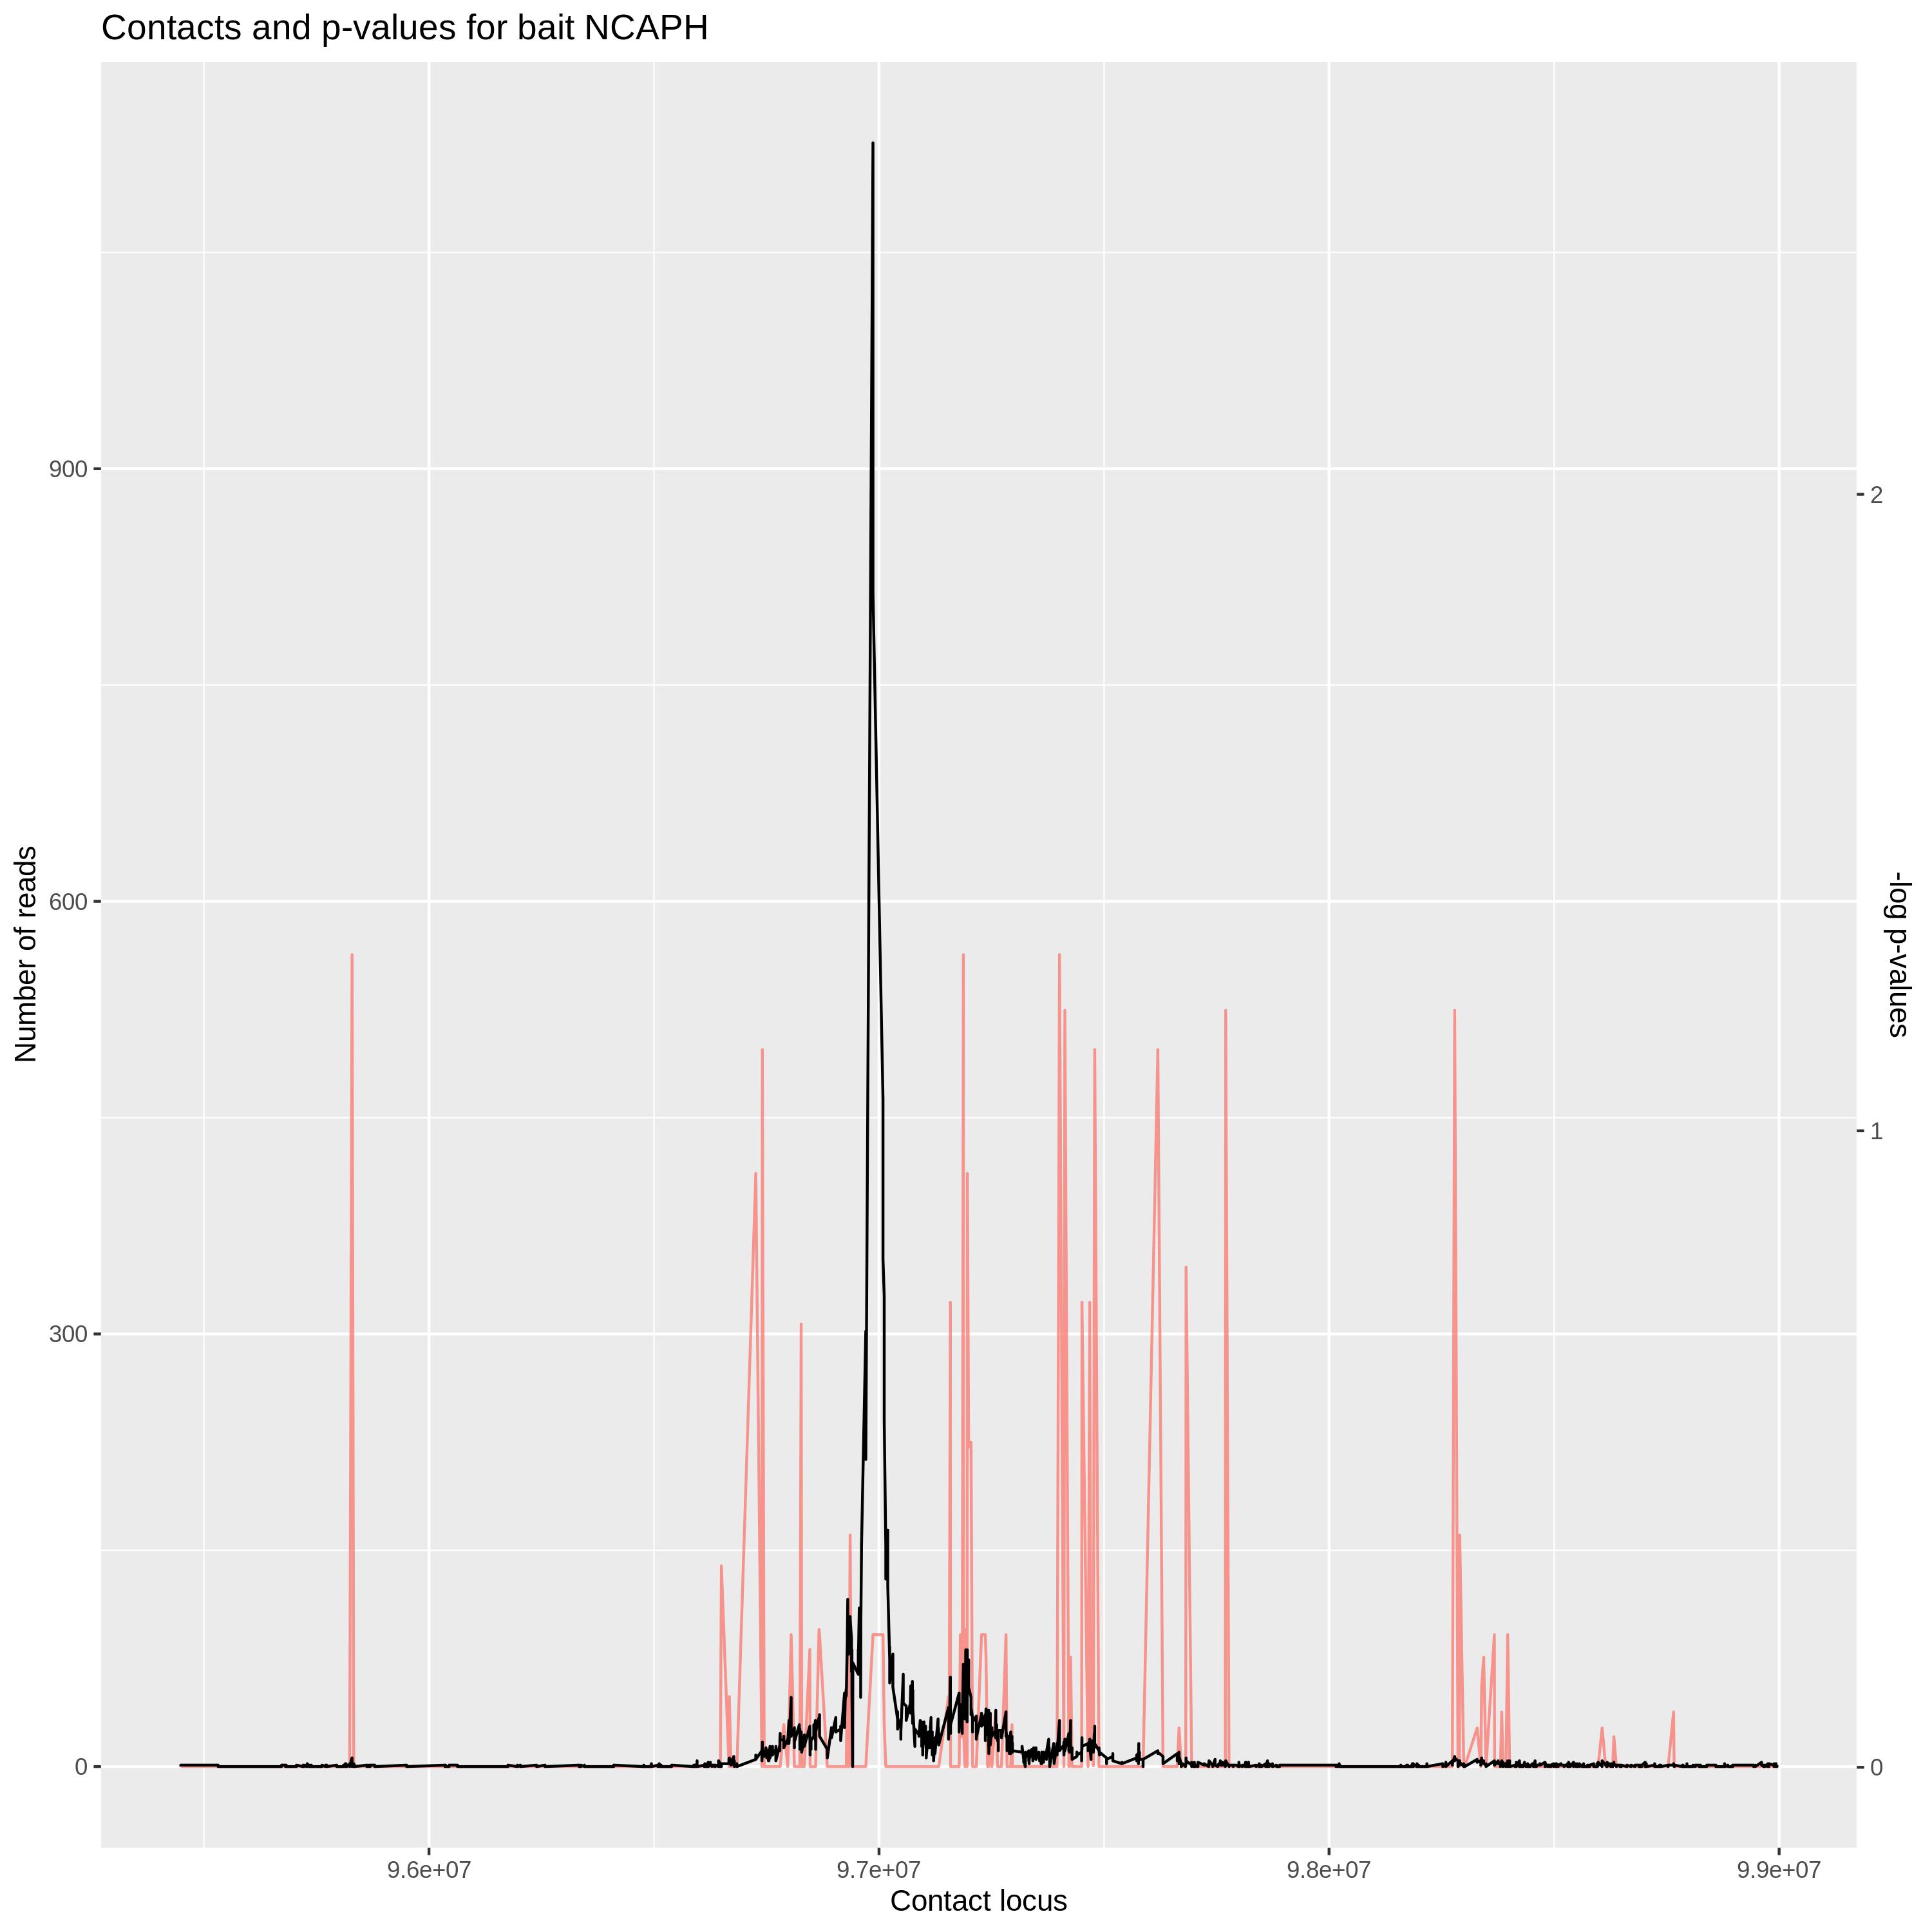 Contacts and p-values for bait NCAPH
Number of reads
900
600
300
0
2
1
0
-log p-values
9.6e+07
9.7e+07
9.8e+07
9.9e+07
Contact locus